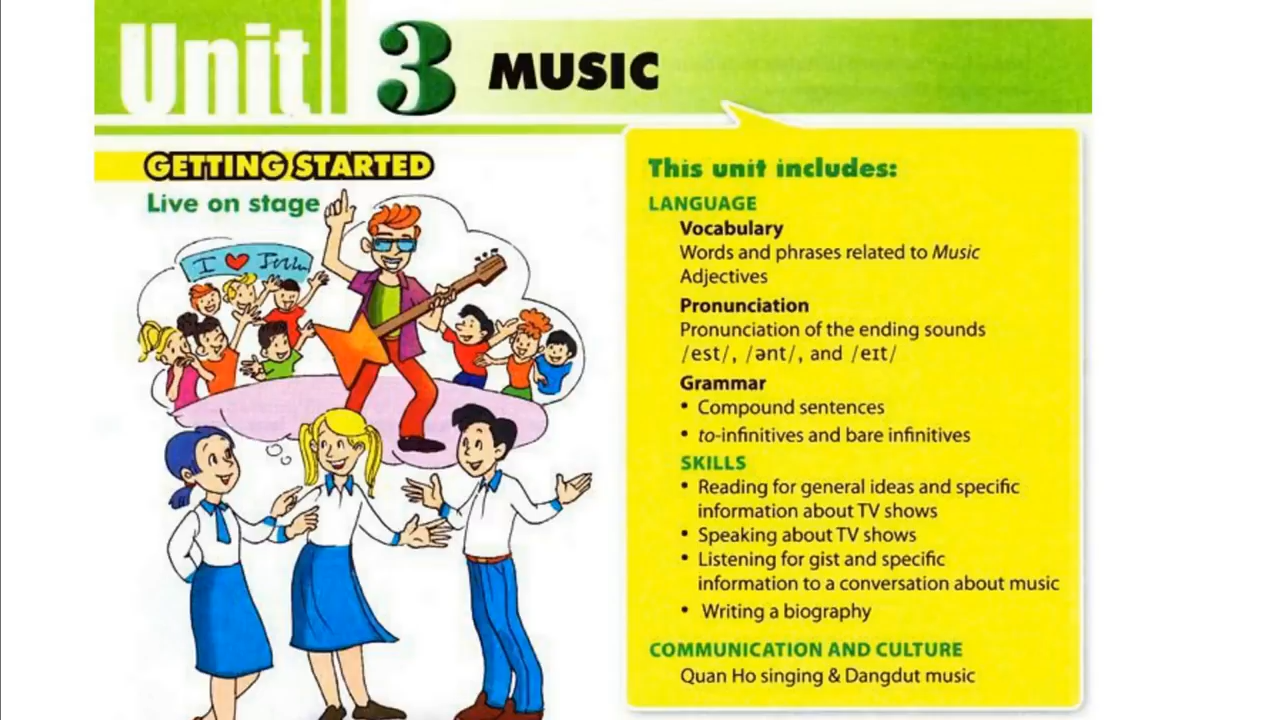 Unit 3 MUSIC
GETTING STARTED
Live on stage
I ❤
This unit includes:
LANGUAGE
Vocabulary
Words and phrases related to Music
Adjectives
Pronunciation
Pronunciation of the ending sounds
/est/, /ənt/, and /eɪt/
Grammar
• Compound sentences
• to-infinitives and bare infinitives
SKILLS
• Reading for general ideas and specific
information about TV shows
• Speaking about TV shows
• Listening for gist and specific
information to a conversation about music
• Writing a biography
COMMUNICATION AND CULTURE
Quan Ho singing & Dangdut music